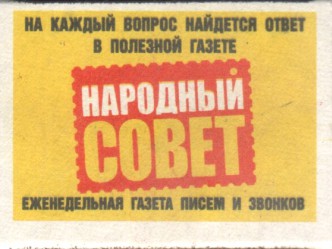 НА КАЖДЫЙ ВОПРОС НАЙДЕТСЯ ОТВЕТ
В ПОЛЕЗНОЙ ГАЗЕТЕ
НАРОДНЫЙ
СОВЕТ
ЕЖЕНЕДЕЛЬНАЯ ГАЗЕТА ПИСЕМ И ЗВОНКОВ